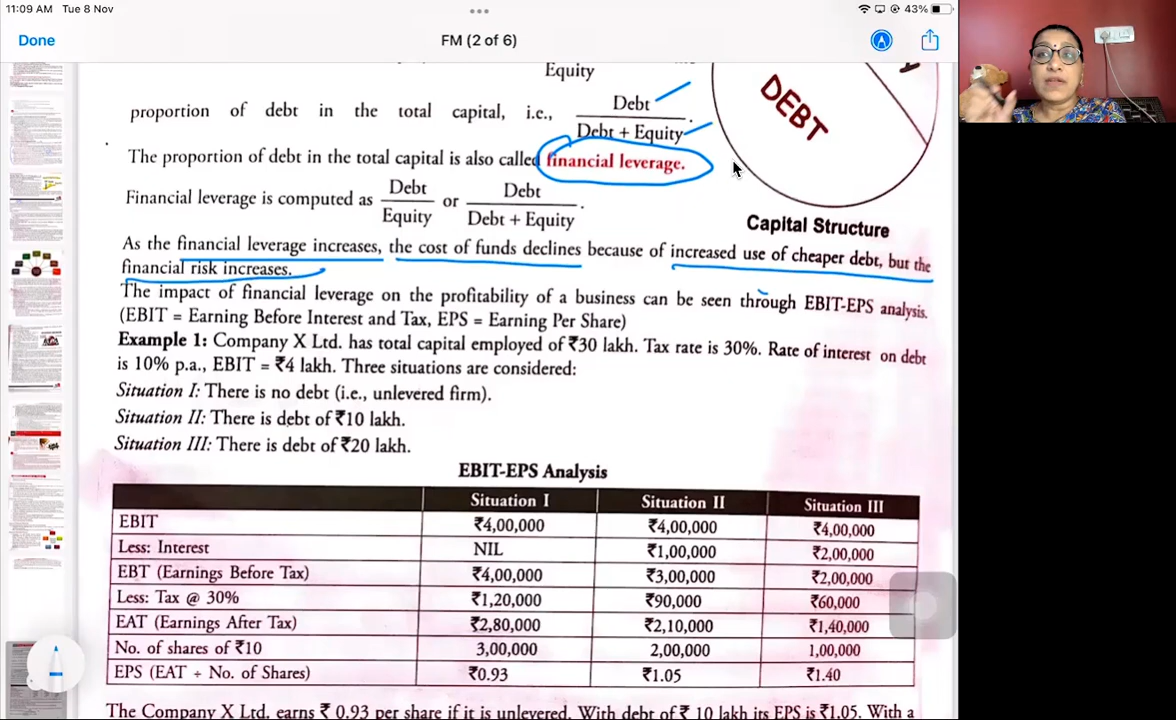 11:09 AM Tue 8 Nov
43%
Done
FM (2 of 6)
Equity
proportion of debt in the total capital, i.e., Debt
Debt + Equity .
DEBT
The proportion of debt in the total capital is also called financial leverage.
Financial leverage is computed as Debt or Debt
Equity Debt + Equity .
Capital Structure
As the financial leverage increases, the cost of funds declines because of increased use of cheaper debt, but the
financial risk increases.
The impact of financial leverage on the profitability of a business can be seen through EBIT-EPS analysis.
(EBIT = Earning Before Interest and Tax, EPS = Earning Per Share)
Example 1: Company X Ltd. has total capital employed of ₹30 lakh. Tax rate is 30%. Rate of interest on debt
is 10% p.a., EBIT = ₹4 lakh. Three situations are considered:
Situation I: There is no debt (i.e., unlevered firm).
Situation II: There is debt of ₹10 lakh.
Situation III: There is debt of ₹20 lakh.
EBIT-EPS Analysis
Situation I Situation II Situation III
EBIT ₹4,00,000 ₹4,00,000 ₹4,00,000
Less: Interest NIL ₹1,00,000 ₹2,00,000
EBT (Earnings Before Tax) ₹4,00,000 ₹3,00,000 ₹2,00,000
Less: Tax @ 30% ₹1,20,000 ₹90,000 ₹60,000
EAT (Earnings After Tax) ₹2,80,000 ₹2,10,000 ₹1,40,000
No. of shares of ₹10 3,00,000 2,00,000 1,00,000
EPS (EAT ÷ No. of Shares) ₹0.93 ₹1.05 ₹1.40
The Company X Ltd. earns ₹ 0.93 per share if it is unlevered. With debt of ₹ 10 lakh its EPS is ₹1.05. With a